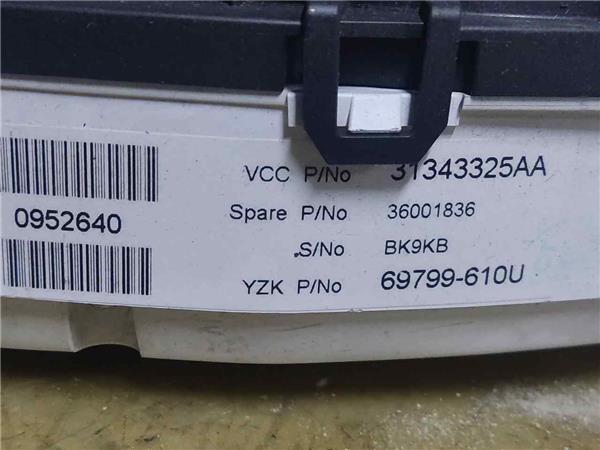 VCC P/No 31343325AA
Spare P/No 36001836
0952640
S/No BK9KB
YZK P/No 69799-610U